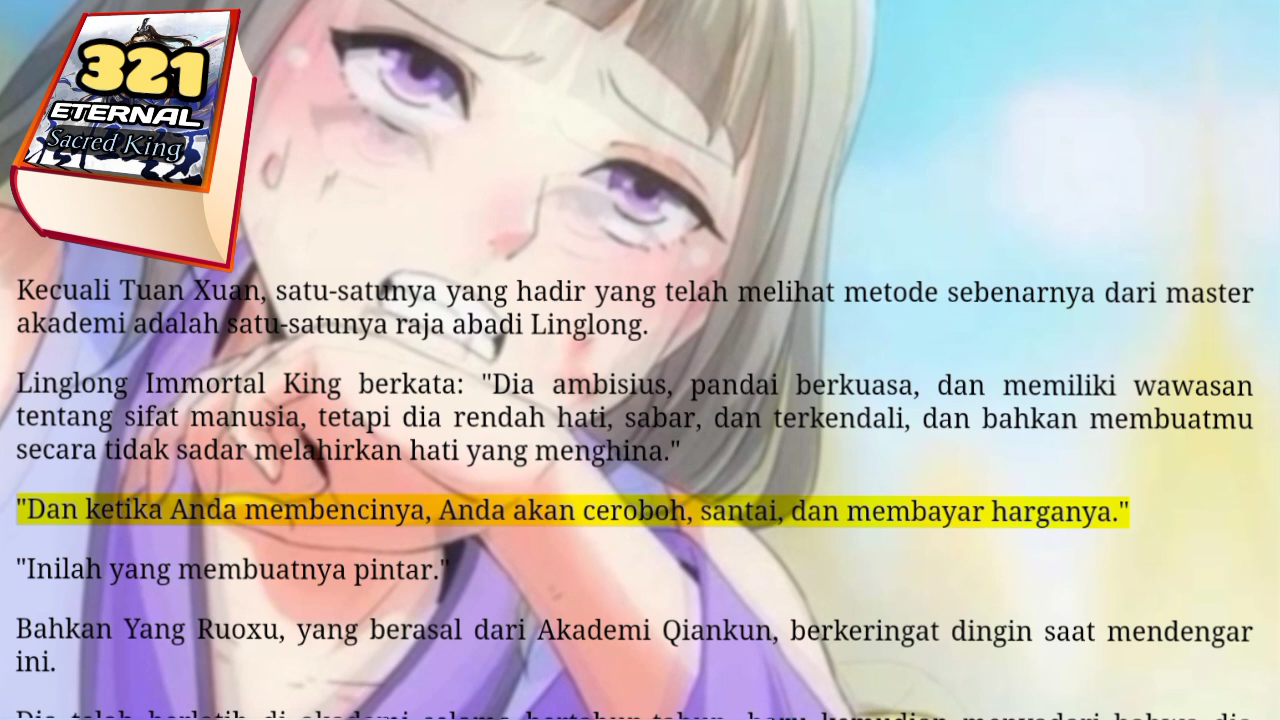 321
ETERNAL
Sacred King
Kecuali Tuan Xuan, satu-satunya yang hadir yang telah melihat metode sebenarnya dari master
akademi adalah satu-satunya raja abadi Linglong.
Linglong Immortal King berkata: "Dia ambisius, pandai berkuasa, dan memiliki wawasan
tentang sifat manusia, tetapi dia rendah hati, sabar, dan terkendali, dan bahkan membuatmu
secara tidak sadar melahirkan hati yang menghina."
"Dan ketika Anda membencinya, Anda akan ceroboh, santai, dan membayar harganya."
"Inilah yang membuatnya pintar."
Bahkan Yang Ruoxu, yang berasal dari Akademi Qiankun, berkeringat dingin saat mendengar
ini.